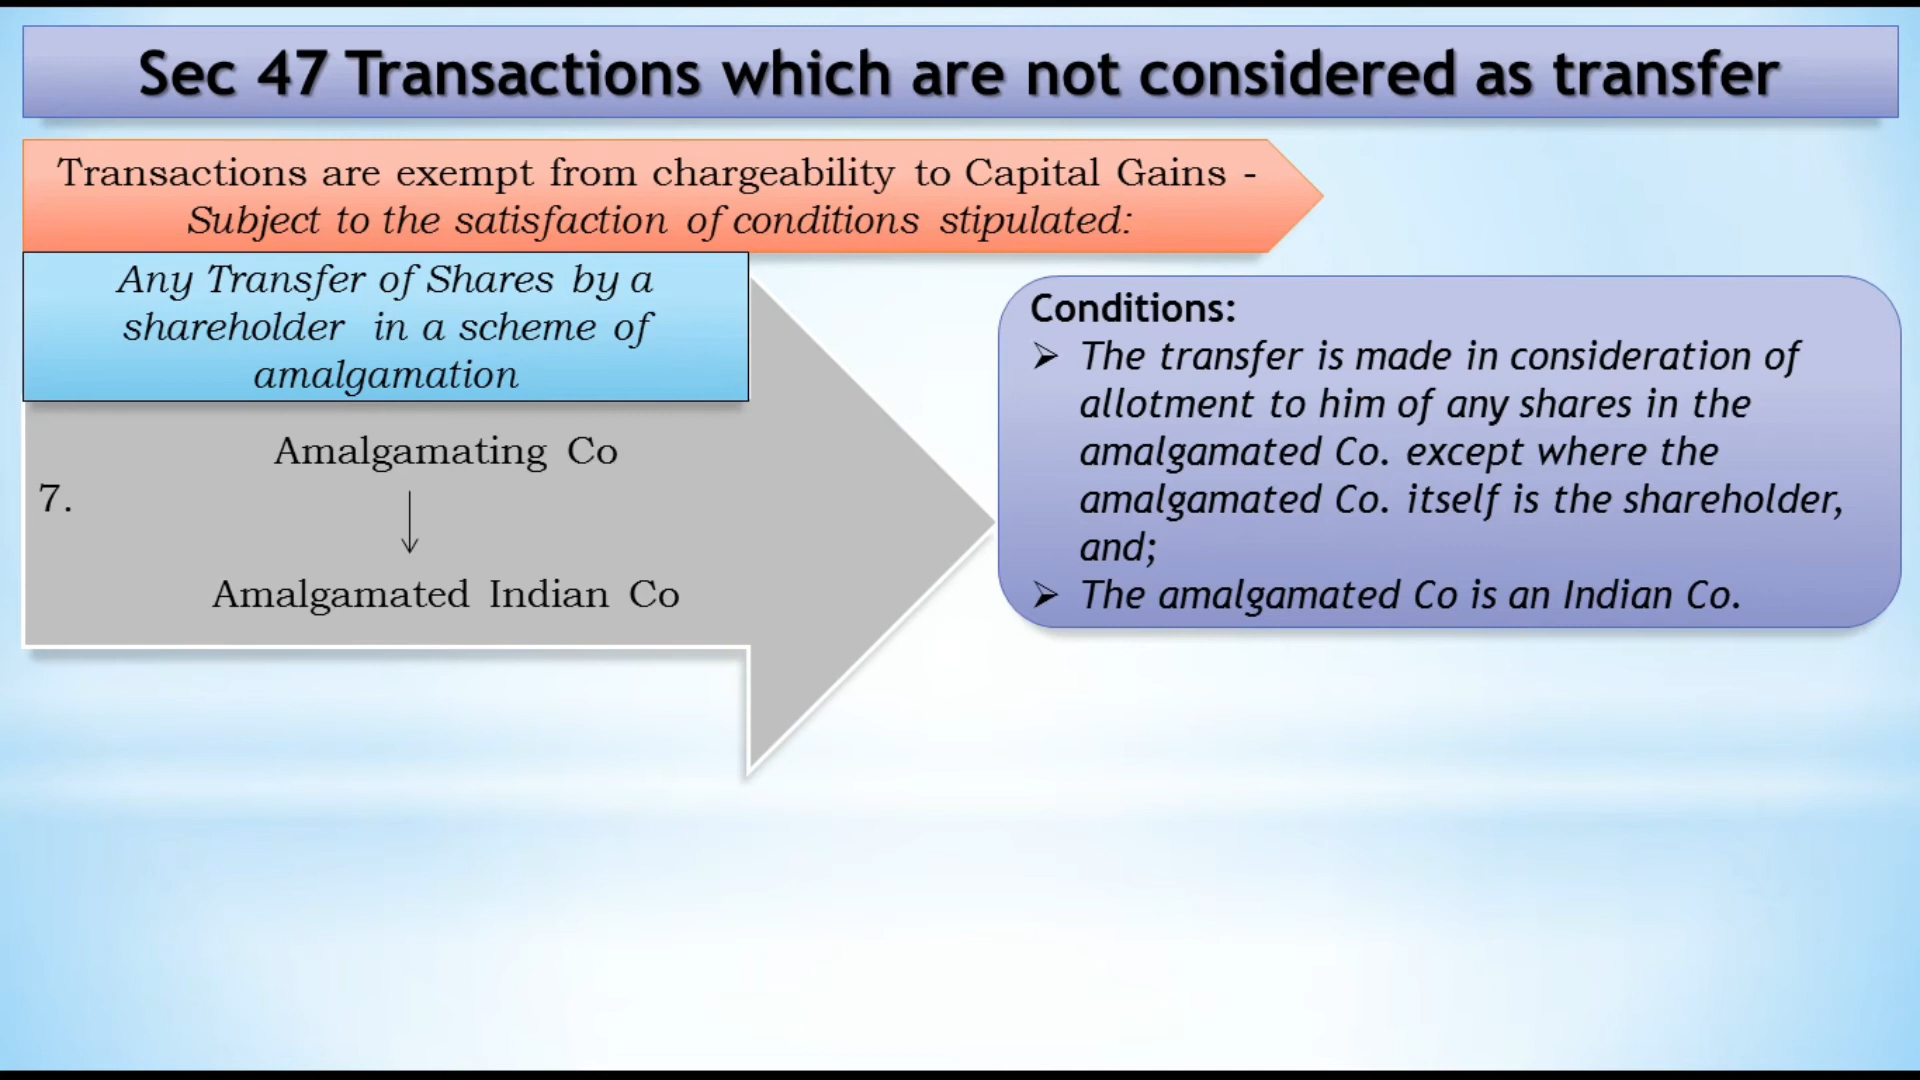 Sec 47 Transactions which are not considered as transfer
Transactions are exempt from chargeability to Capital Gains -
Subject to the satisfaction of conditions stipulated:
Any Transfer of Shares by a
shareholder in a scheme of
amalgamation
Amalgamating Co
7.
Amalgamated Indian Co
Conditions:
➢ The transfer is made in consideration of
allotment to him of any shares in the
amalgamated Co. except where the
amalgamated Co. itself is the shareholder,
and;
➢ The amalgamated Co is an Indian Co.